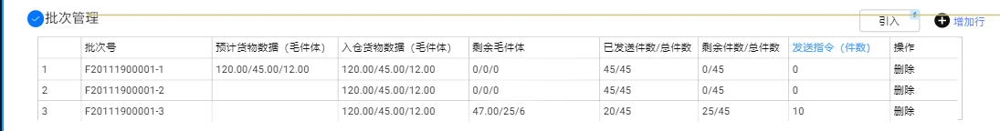 批次管理 引入 增加行
批次号 预计货物数据（毛件体） 入仓货物数据（毛件体） 剩余毛件体 已发送件数/总件数 剩余件数/总件数 发送指令（件数） 操作
1 F20111900001-1 120.00/45.00/12.00 120.00/45.00/12.00 0/0/0 45/45 0/45 0 删除
2 F20111900001-2 120.00/45.00/12.00 0/0/0 45/45 0/45 0 删除
3 F20111900001-3 120.00/45.00/12.00 47.00/25/6 20/45 25/45 10 删除